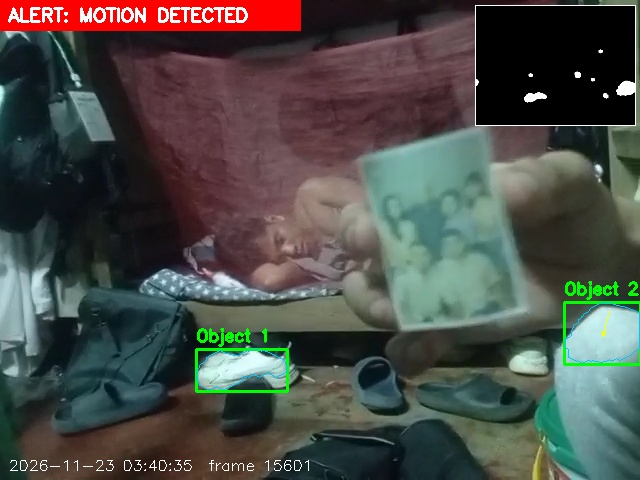 ALERT: MOTION DETECTED
Object 2
Object 1
2026-11-23 03:40:35 frame 15601